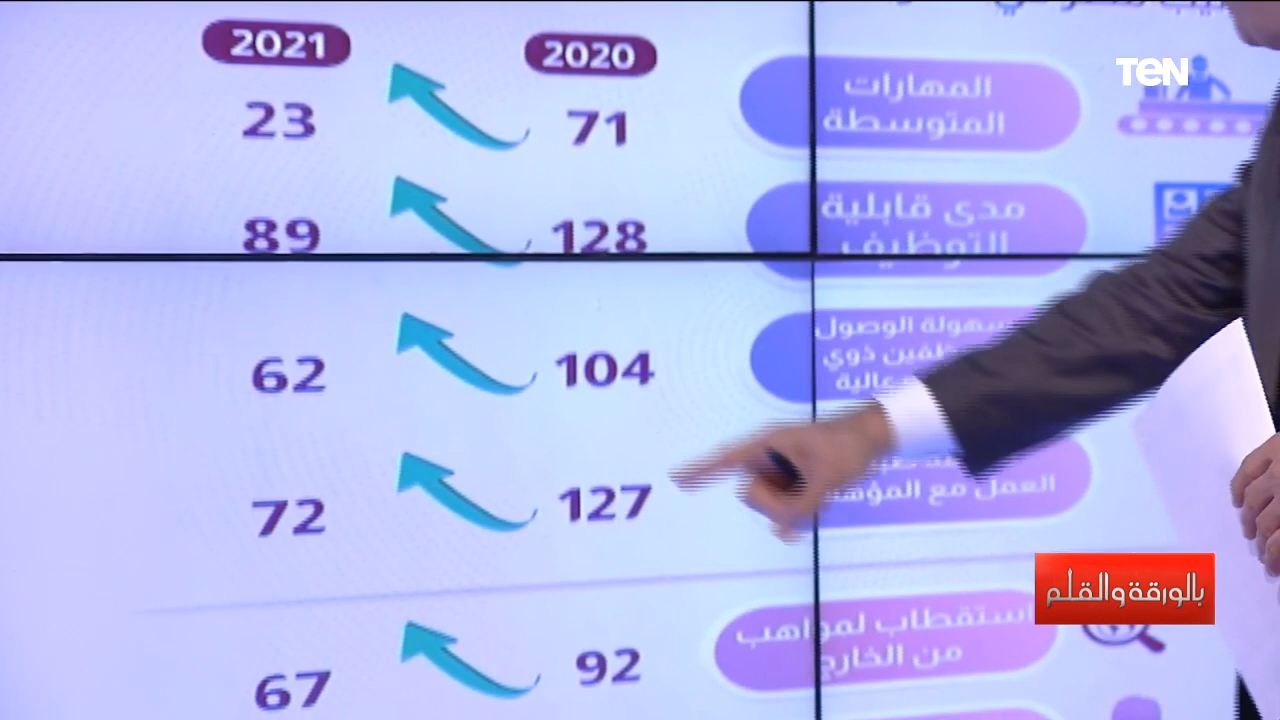 TEN
2020
2021
المهارات
المتوسطة
71
23
مدى قابلية
التوظيف
128
89
سهولة الوصول
ذوي
عالية
104
62
العمل مع
127
72
استقطاب لمواهب
من الخارج
92
67
بالورقة والقلم